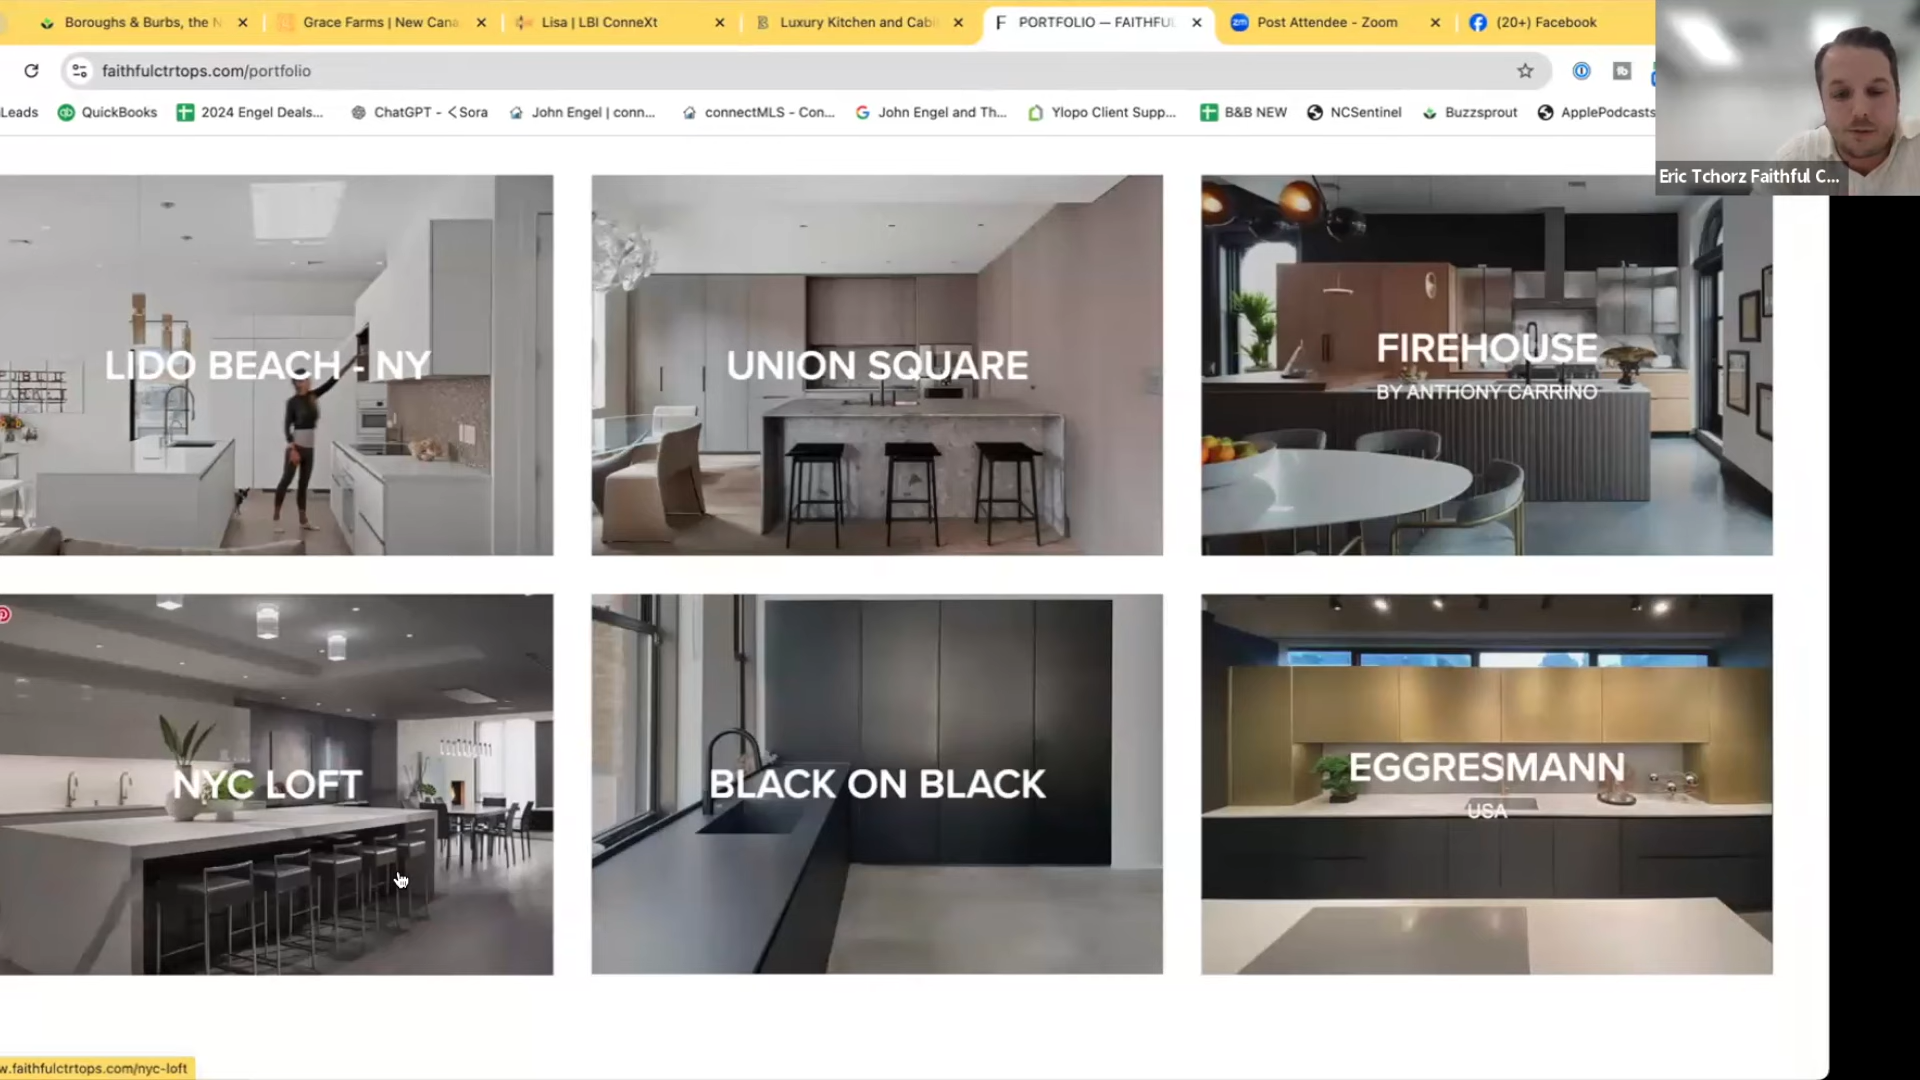 Boroughs & Burbs, the N
Grace Farms | New Cana
Lisa | LBI ConneXt
Luxury Kitchen and Cabi
PORTFOLIO — FAITHFUL
zm Post Attendee - Zoom
(20+) Facebook
faithfulctrtops.com/portfolio
Leads
QuickBooks
2024 Engel Deals...
ChatGPT - < Sora
John Engel | conn...
connectMLS - Con...
John Engel and Th...
Ylopo Client Supp...
B&B NEW
NCSentinel
Buzzsprout
ApplePodcasts
Eric Tchorz Faithful C...
LIDO BEACH - NY
UNION SQUARE
FIREHOUSE
BY ANTHONY CARRINO
NYC LOFT
BLACK ON BLACK
EGGRESMANN
USA
w.faithfulctrtops.com/nyc-loft